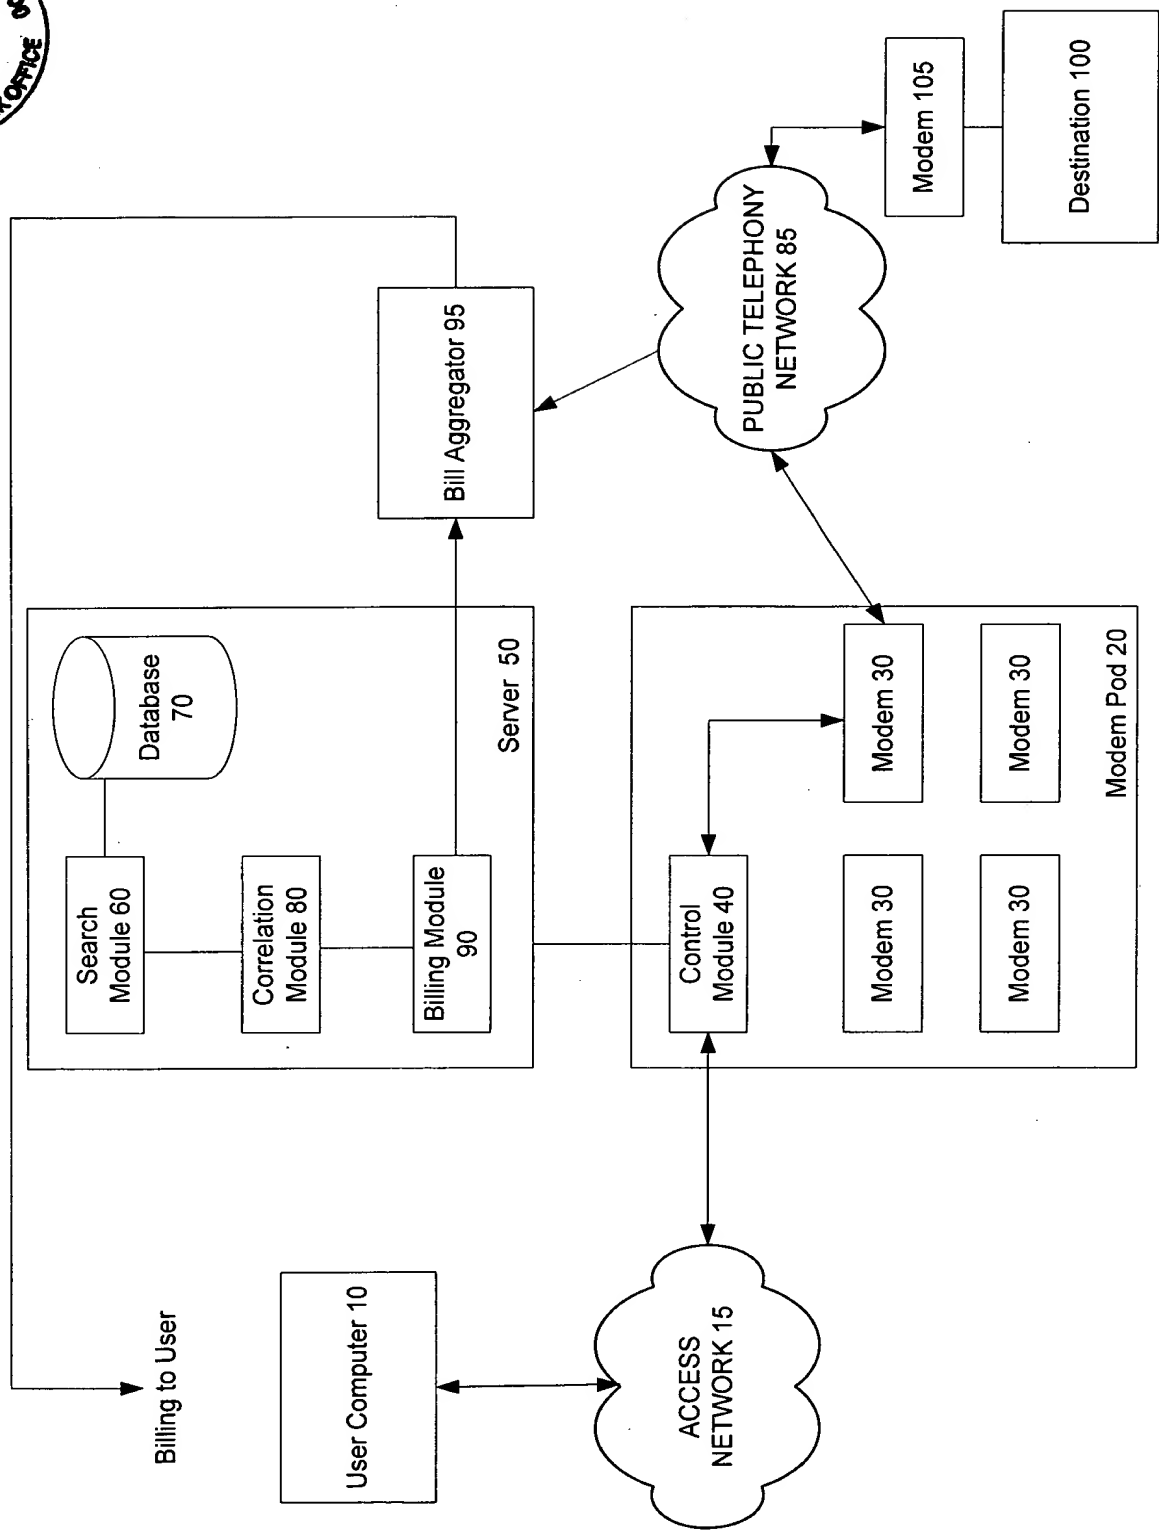 OFFICE
Billing to User
User Computer 10
ACCESS
NETWORK 15
Search
Module 60
Database
70
Correlation
Module 80
Billing Module
90
Server 50
Control
Module 40
Modem 30
Modem 30
Modem 30
Modem 30
Modem Pod 20
Bill Aggregator 95
PUBLIC TELEPHONY
NETWORK 85
Modem 105
Destination 100